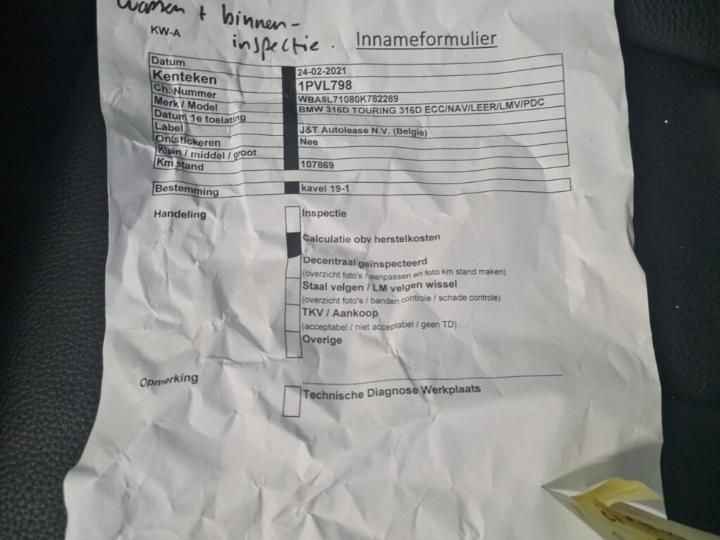 wassen + binnen-
inspectie.
KW-A
Innameformulier
Datum 24-02-2021
Kenteken 1PVL798
Ch. Nummer WBA8L71080K782289
Merk / Model BMW 316D TOURING 316D ECC/NAV/LEER/LMV/PDC
Datum 1e toelating
Label J&T Autolease N.V. (Belgie)
Ontstickeren Nee
Klein / middel / groot
Km stand 107869
Bestemming kavel 19-1
Handeling Inspectie
Calculatie obv herstelkosten
Decentraal geïnspecteerd
(overzicht foto's / aanpassen en foto km stand maken)
Staal velgen / LM velgen wissel
(overzicht foto's / banden controle / schade controle)
TKV / Aankoop
(acceptabel / niet acceptabel / geen TD)
Overige
Opmerking
Technische Diagnose Werkplaats